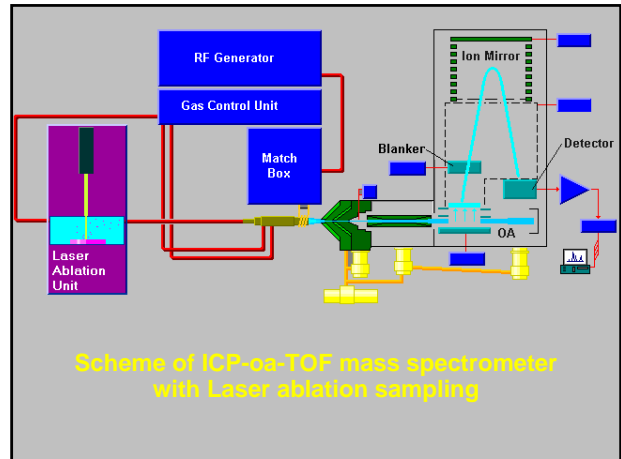 RF Generator
Gas Control Unit
Match
Box
Laser
Ablation
Unit
Ion Mirror
Blanker
Detector
OA
Scheme of ICP-oa-TOF mass spectrometer
with Laser ablation sampling